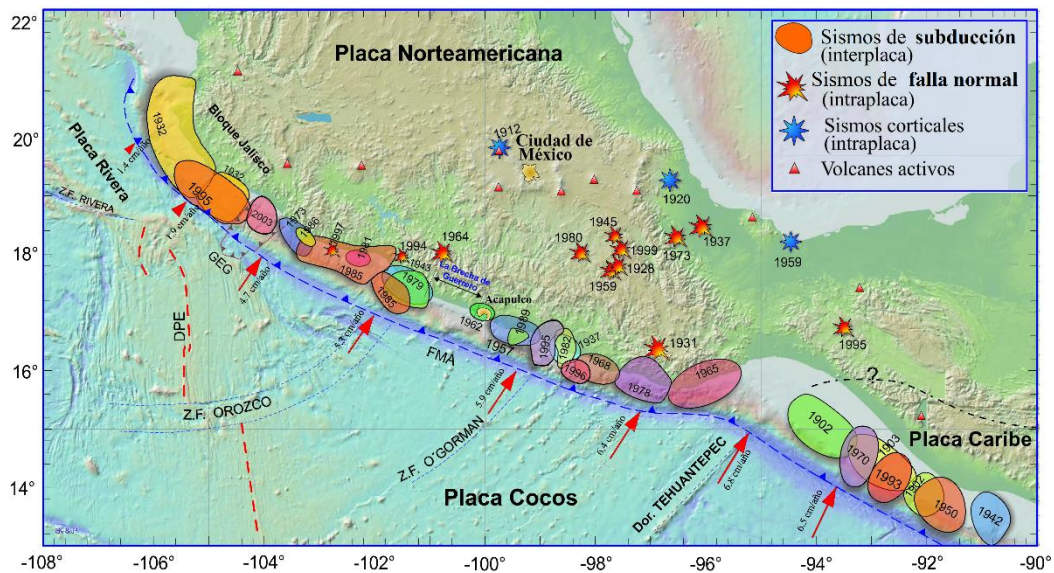 Placa Norteamericana
Sismos de subducción
(interplaca)
Sismos de falla normal
(intraplaca)
Sismos corticales
(intraplaca)
Volcanes activos
22°
20°
18°
16°
14°
-108°
-106°
-104°
-102°
-100°
-98°
-96°
-94°
-92°
-90°
Placa Rivera
Bloque Jalisco
Z.F. RIVERA
1932
1932
1995
2003
1973
1986
1997
1981
1985
1985
1994
1943
1979
1964
La Brecha de
Guerrero
1912
Ciudad de
México
1920
1945
1980
1999
1928
1959
1973
1937
1959
1995
1931
Acapulco
1962
1957
1989
1995
1982
1937
1996
1968
1978
1965
1902
1970
1903
1993
1902
1950
1942
?
Placa Caribe
Placa Cocos
GEG
DPE
FMA
Z.F. OROZCO
Z.F. O'GORMAN
Dor. TEHUANTEPEC
1.4 cm/año
1.9 cm/año
4.7 cm/año
5.3 cm/año
5.9 cm/año
6.4 cm/año
6.8 cm/año
6.5 cm/año